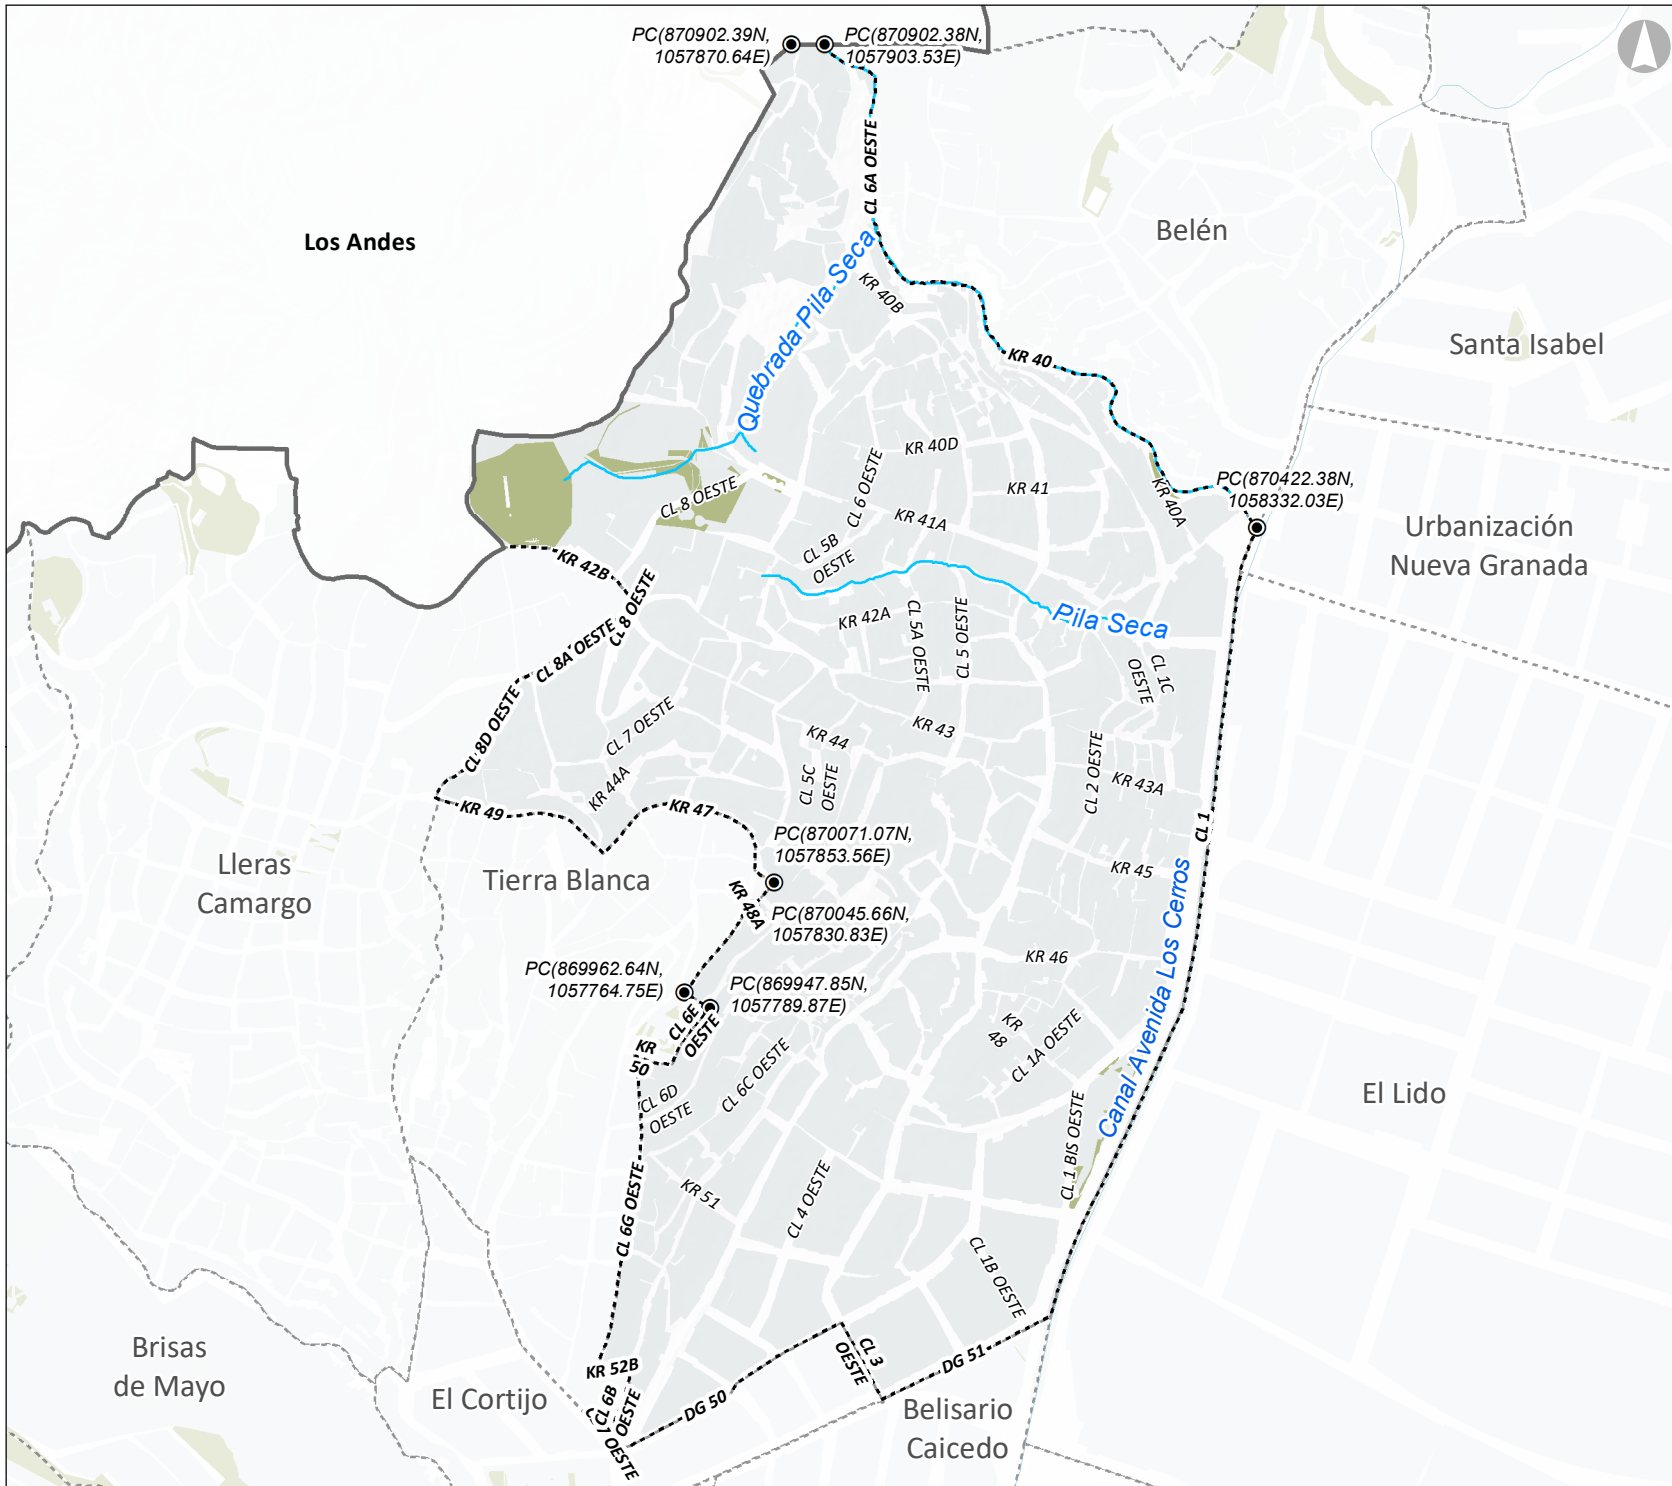 PC(870902.39N,
1057870.64E)
PC(870902.38N,
1057903.53E)
CL 6A OESTE
Los Andes
Belén
Quebrada Pila Seca
KR 40B
KR 40
Santa Isabel
KR 40D
CL 6 OESTE
KR 41
KR 40A
PC(870422.38N,
1058332.03E)
CL 8 OESTE
KR 41A
CL 5B
OESTE
Urbanización
Nueva Granada
KR 42B
CL 8 OESTE
CL 8A OESTE
KR 42A
CL 5A OESTE
CL 5 OESTE
Pila Seca
CL 1C
OESTE
CL 8D OESTE
CL 7 OESTE
KR 44
KR 43
CL 5C
OESTE
CL 2 OESTE
KR 43A
KR 44A
KR 49
KR 47
CL 1
PC(870071.07N,
1057853.56E)
Lleras
Camargo
Tierra Blanca
KR 45
KR 48A
PC(870045.66N,
1057830.83E)
Canal Avenida Los Cerros
KR 46
PC(869962.64N,
1057764.75E)
PC(869947.85N,
1057789.87E)
CL 6E
OESTE
KR
50
KR
48
CL 1A OESTE
CL 6C OESTE
CL 6D
OESTE
El Lido
CL 1 BIS OESTE
KR 51
CL 4 OESTE
CL 6G OESTE
CL 1B OESTE
Brisas
de Mayo
El Cortijo
KR 52B
CL 6B
OESTE
OESTE
DG 50
CL 3
OESTE
DG 51
Belisario
Caicedo